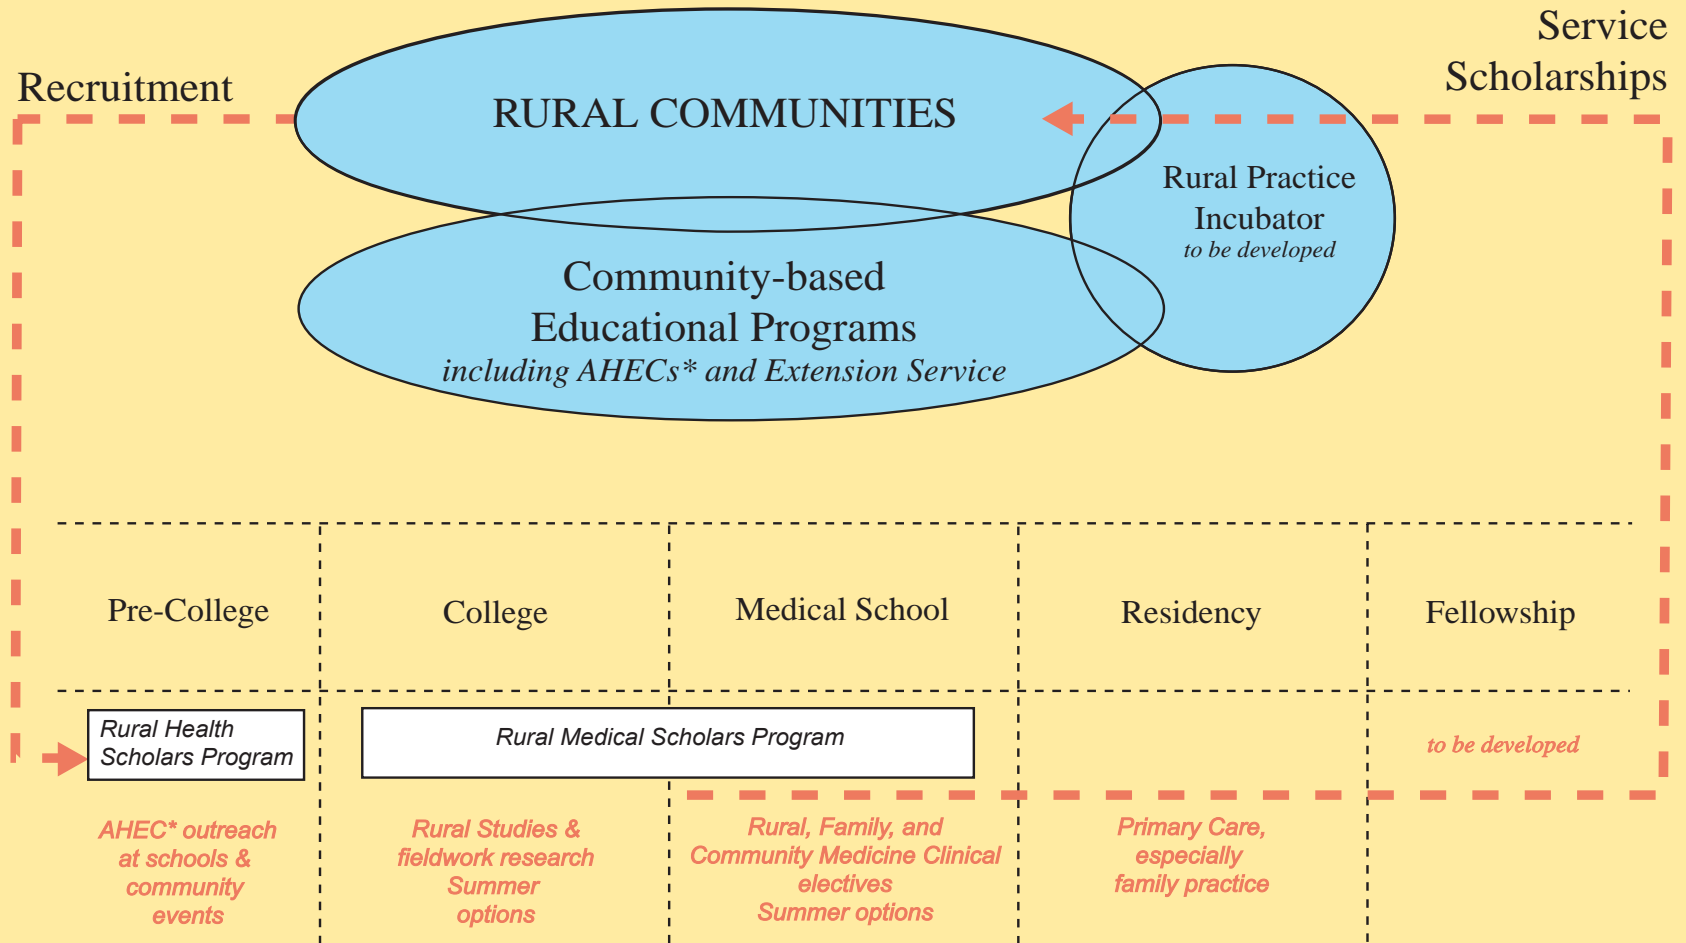 Service
Scholarships
Recruitment
RURAL COMMUNITIES
Rural Practice
Incubator
to be developed
Community-based
Educational Programs
including AHECs* and Extension Service
Pre-College
College
Medical School
Residency
Fellowship
Rural Health
Scholars Program
Rural Medical Scholars Program
to be developed
AHEC* outreach
at schools &
community
events
Rural Studies &
fieldwork research
Summer
options
Rural, Family, and
Community Medicine Clinical
electives
Summer options
Primary Care,
especially
family practice